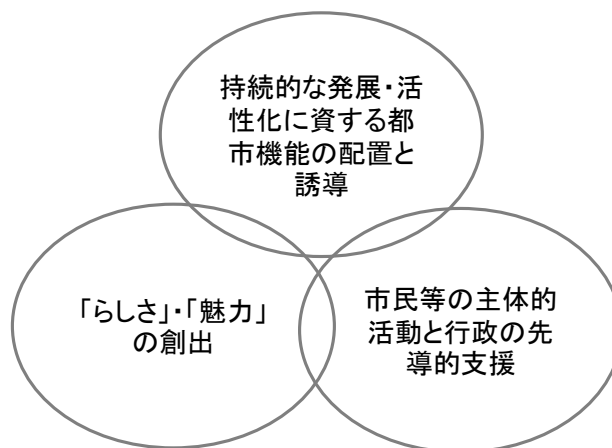 持続的な発展・活
性化に資する都
市機能の配置と
誘導
「らしさ」・「魅力」
の創出
市民等の主体的
活動と行政の先
導的支援